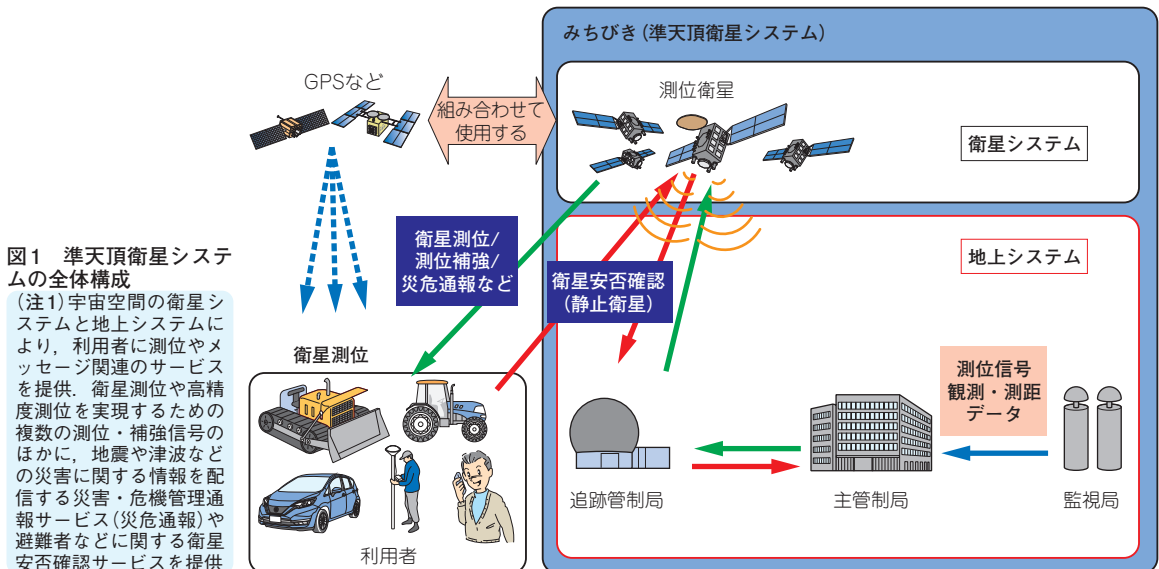 みちびき(準天頂衛星システム)
GPSなど
組み合わせて
使用する
測位衛星
衛星システム
図1 準天頂衛星システ
ムの全体構成
(注1)宇宙空間の衛星シ
ステムと地上システムに
より，利用者に測位やメ
ッセージ関連のサービス
を提供．衛星測位や高精
度測位を実現するための
複数の測位・補強信号の
ほかに，地震や津波など
の災害に関する情報を配
信する災害・危機管理通
報サービス(災危通報)や
避難者などに関する衛星
安否確認サービスを提供
衛星測位/
測位補強/
災危通報など
衛星安否確認
(静止衛星)
地上システム
衛星測位
利用者
測位信号
観測・測距
データ
追跡管制局
主管制局
監視局